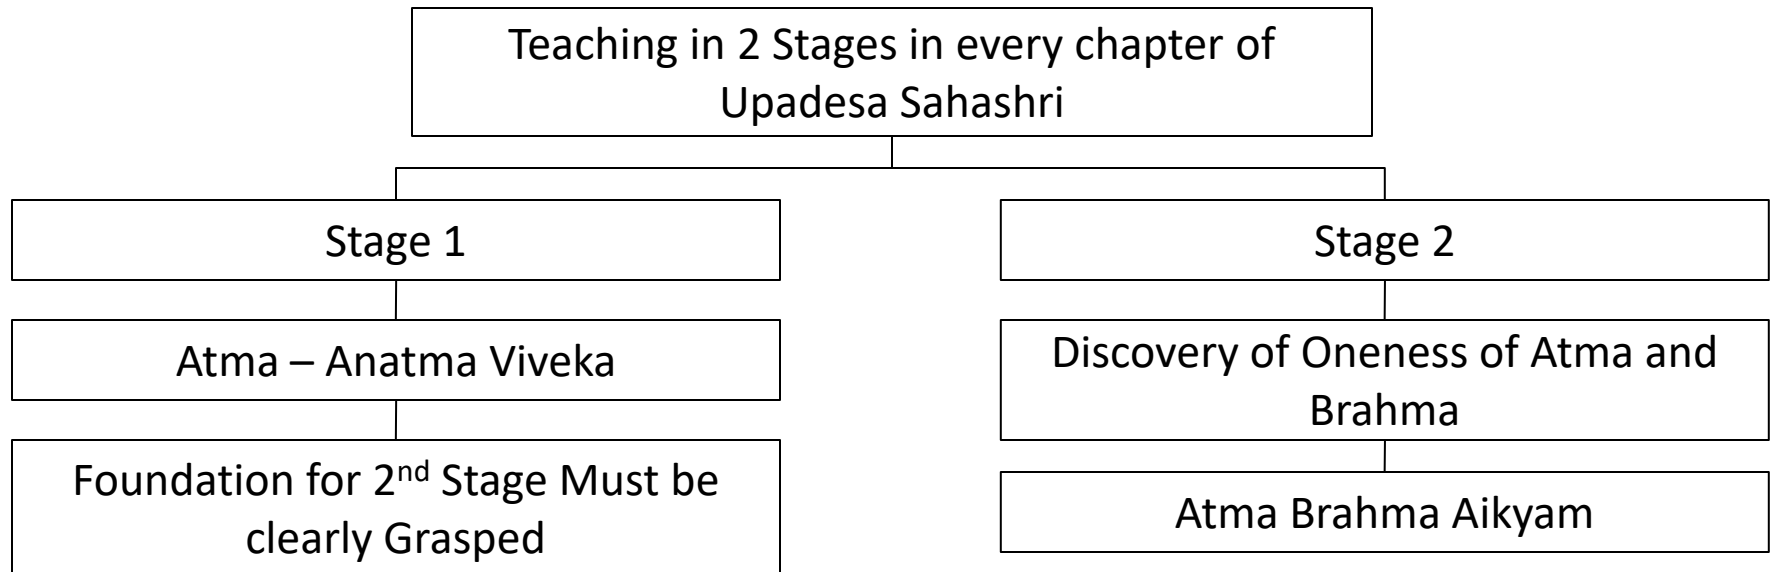 Teaching in 2 Stages in every chapter of
Upadesa Sahashri
Stage 1
Atma – Anatma Viveka
Foundation for 2nd Stage Must be
clearly Grasped
Stage 2
Discovery of Oneness of Atma and
Brahma
Atma Brahma Aikyam